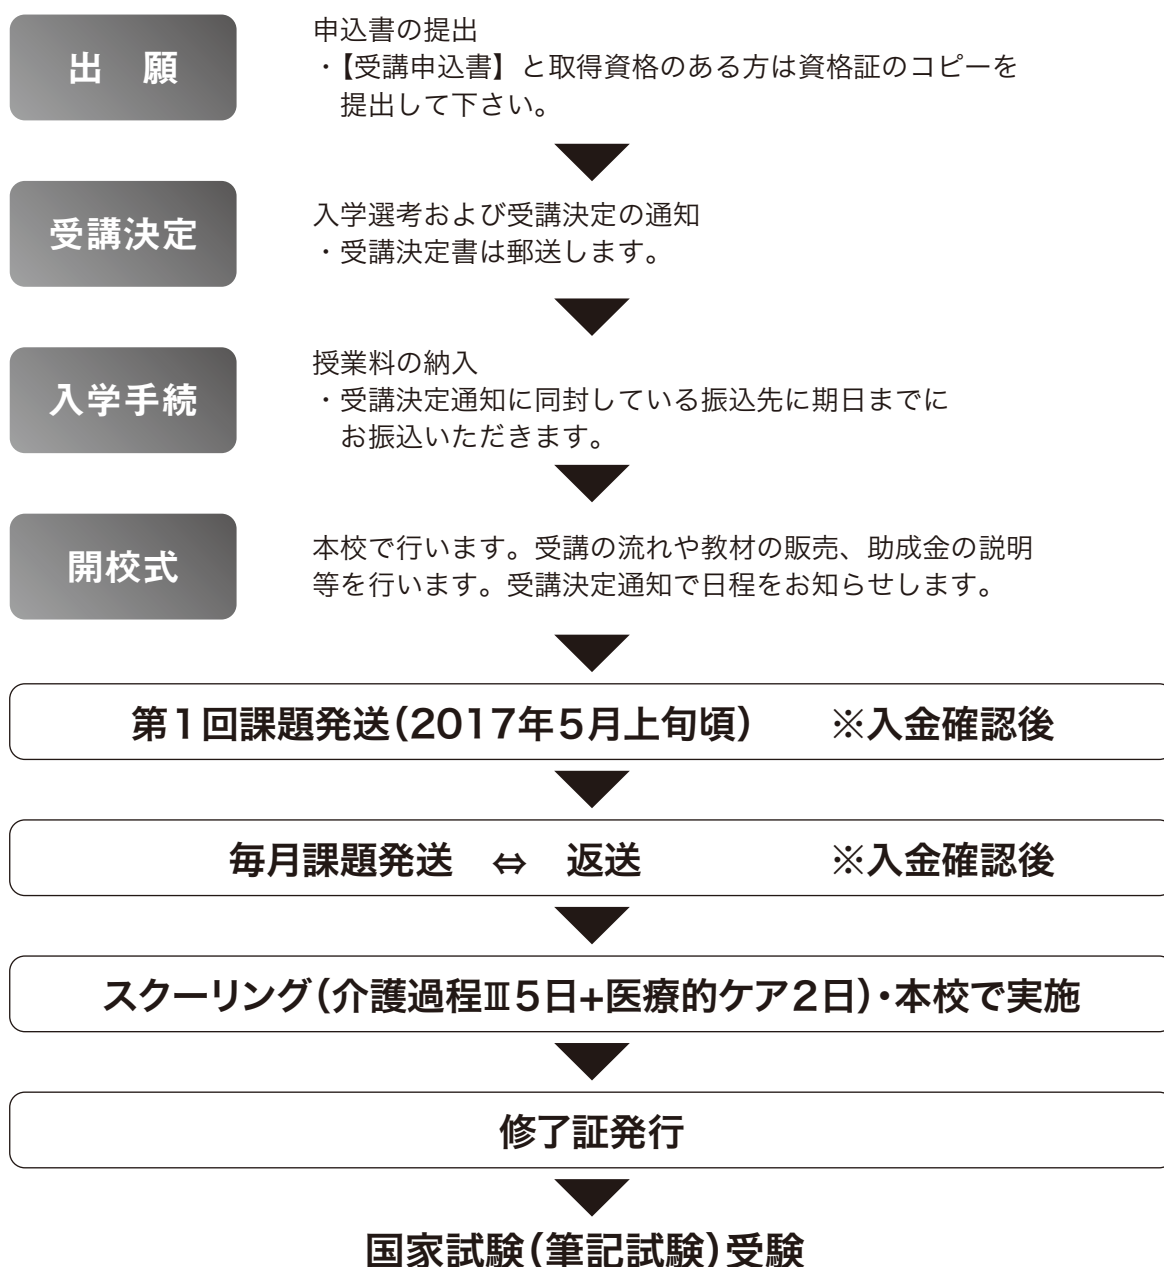 出　願
申込書の提出
・【受講申込書】と取得資格のある方は資格証のコピーを
提出して下さい。
受講決定
入学選考および受講決定の通知
・受講決定書は郵送します。
入学手続
授業料の納入
・受講決定通知に同封している振込先に期日までに
お振込いただきます。
開校式
本校で行います。受講の流れや教材の販売、助成金の説明
等を行います。受講決定通知で日程をお知らせします。
第1回課題発送（2017年5月上旬頃）　※入金確認後
毎月課題発送　⇔　返送　※入金確認後
スクーリング（介護過程Ⅲ5日+医療的ケア2日）・本校で実施
修了証発行
国家試験（筆記試験）受験